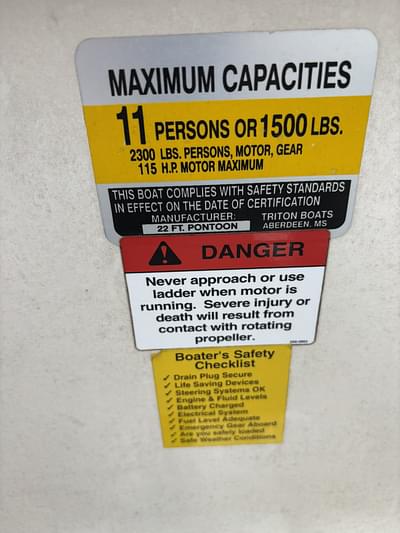 MAXIMUM CAPACITIES
11 PERSONS OR 1500 LBS.
2300 LBS. PERSONS, MOTOR, GEAR
115 H.P. MOTOR MAXIMUM
THIS BOAT COMPLIES WITH SAFETY STANDARDS
IN EFFECT ON THE DATE OF CERTIFICATION
MANUFACTURER: TRITON BOATS
22 FT. PONTOON ABERDEEN, MS
DANGER
Never approach or use
ladder when motor is
running. Severe injury or
death will result from
contact with rotating
propeller.
Boater's Safety
Checklist
✓ Drain Plug Secure
✓ Life Saving Devices
✓ Steering Systems OK
✓ Engine & Fluid Levels
✓ Battery Charged
✓ Electrical System
✓ Fuel Level Adequate
✓ Emergency Gear Aboard
✓ Are you safely loaded
✓ Safe Weather Conditions